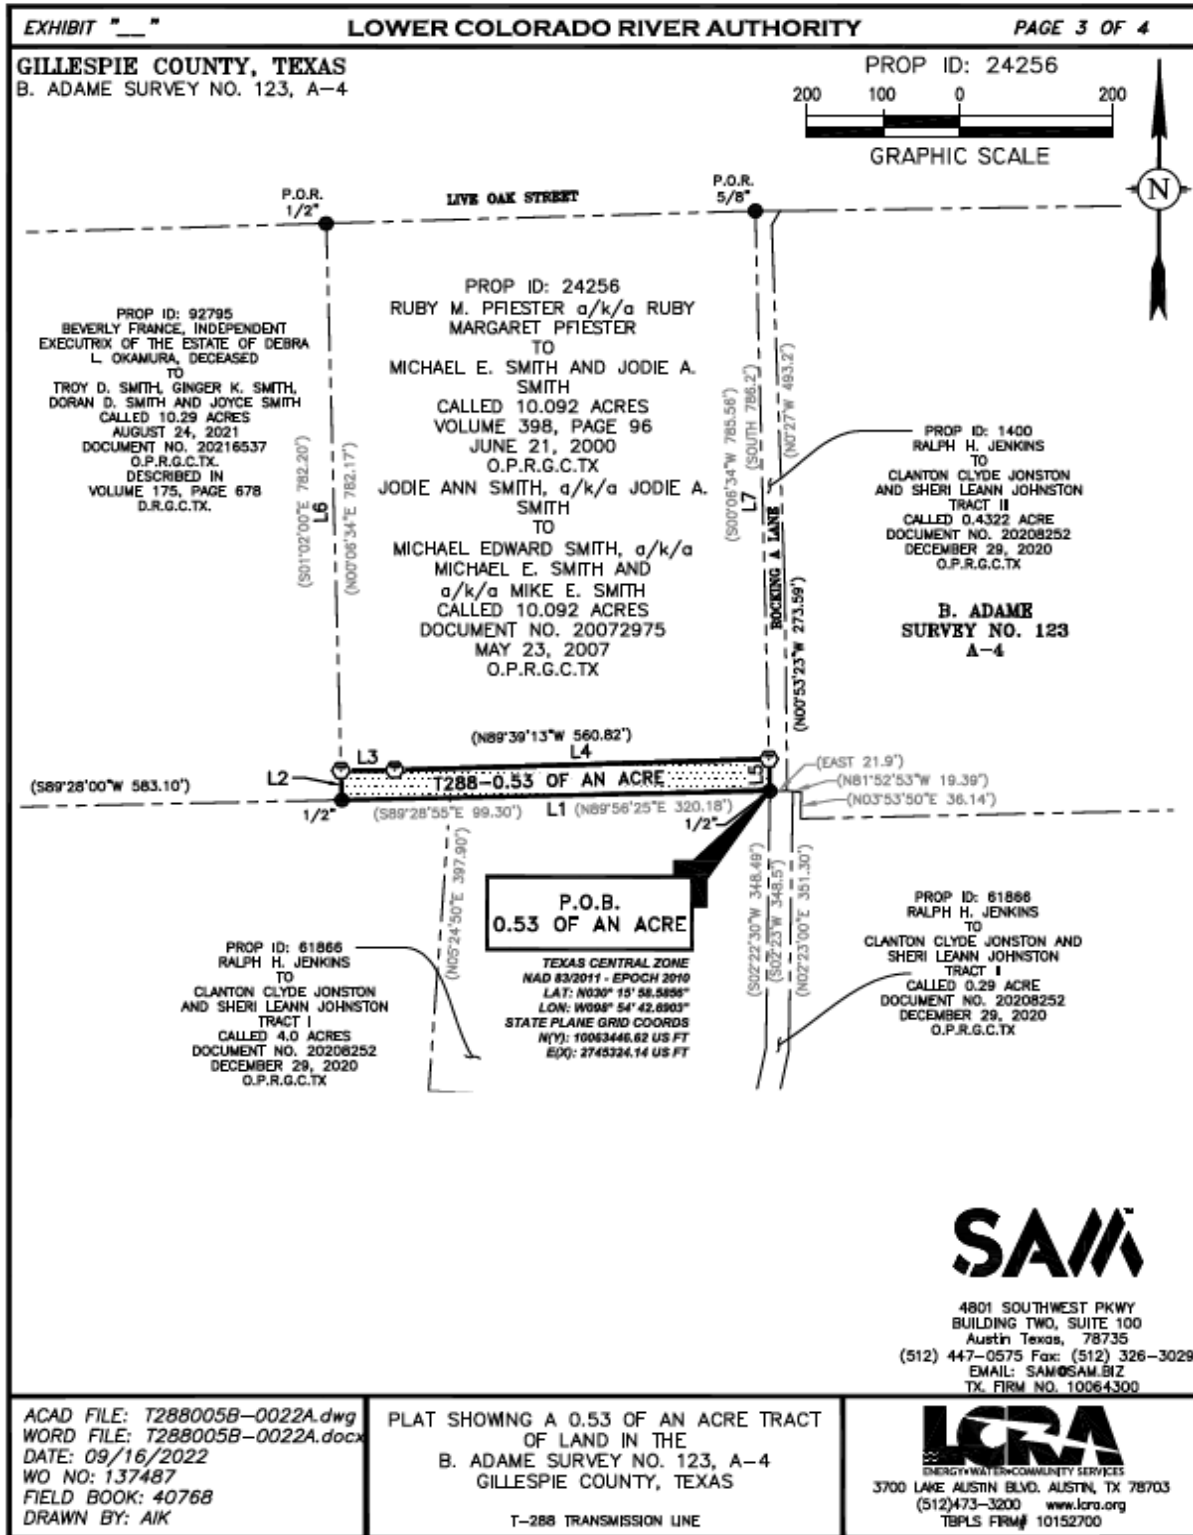 EXHIBIT "__"
LOWER COLORADO RIVER AUTHORITY
PAGE 3 OF 4
GILLESPIE COUNTY, TEXAS
B. ADAME SURVEY NO. 123, A-4
PROP ID: 24256
200 100 0 200
GRAPHIC SCALE
N
P.O.R.
1/2"
LIVE OAK STREET
P.O.R.
5/8"
PROP ID: 92795
BEVERLY FRANCE, INDEPENDENT
EXECUTRIX OF THE ESTATE OF DEBRA
L. OKAMURA, DECEASED
TO
TROY D. SMITH, GINGER K. SMITH,
DORAN D. SMITH AND JOYCE SMITH
CALLED 10.29 ACRES
AUGUST 24, 2021
DOCUMENT NO. 20216537
O.P.R.G.C.TX.
DESCRIBED IN
VOLUME 175, PAGE 678
D.R.G.C.TX.
(S01°02'00"E 782.20')
L6
(N00°06'34"E 782.17')
PROP ID: 24256
RUBY M. PFIESTER a/k/a RUBY
MARGARET PFIESTER
TO
MICHAEL E. SMITH AND JODIE A.
SMITH
CALLED 10.092 ACRES
VOLUME 398, PAGE 96
JUNE 21, 2000
O.P.R.G.C.TX
JODIE ANN SMITH, a/k/a JODIE A.
SMITH
TO
MICHAEL EDWARD SMITH, a/k/a
MICHAEL E. SMITH AND
a/k/a MIKE E. SMITH
CALLED 10.092 ACRES
DOCUMENT NO. 20072975
MAY 23, 2007
O.P.R.G.C.TX
(S00°06'34"W 785.56')
L7
(SOUTH 786.2')
(N0°27'W 493.2')
ROCKING A LANE
(N00°53'23"W 273.59')
PROP ID: 1400
RALPH H. JENKINS
TO
CLANTON CLYDE JONSTON
AND SHERI LEANN JOHNSTON
TRACT III
CALLED 0.4322 ACRE
DOCUMENT NO. 20208252
DECEMBER 29, 2020
O.P.R.G.C.TX
B. ADAME
SURVEY NO. 123
A-4
(N89°39'13"W 560.82')
L3
L4
L2
T288-0.53 OF AN ACRE
L5
(EAST 21.9')
(N81°52'53"W 19.39')
(N03°53'50"E 36.14')
(S89°28'00"W 583.10')
1/2"
(S89°28'55"E 99.30')
L1
(N89°56'25"E 320.18')
1/2"
(N05°24'50"E 397.90')
P.O.B.
0.53 OF AN ACRE
(S02°22'30"W 348.49')
(S02°23'W 348.5')
(N02°23'00"E 351.30')
TEXAS CENTRAL ZONE
NAD 83/2011 - EPOCH 2010
LAT: N030° 15' 58.5856"
LON: W098° 54' 42.6903"
STATE PLANE GRID COORDS
N(Y): 10063446.62 US FT
E(X): 2745324.14 US FT
PROP ID: 61866
RALPH H. JENKINS
TO
CLANTON CLYDE JONSTON
AND SHERI LEANN JOHNSTON
TRACT I
CALLED 4.0 ACRES
DOCUMENT NO. 20208252
DECEMBER 29, 2020
O.P.R.G.C.TX
PROP ID: 61866
RALPH H. JENKINS
TO
CLANTON CLYDE JONSTON AND
SHERI LEANN JOHNSTON
TRACT II
CALLED 0.29 ACRE
DOCUMENT NO. 20208252
DECEMBER 29, 2020
O.P.R.G.C.TX
SAM
4801 SOUTHWEST PKWY
BUILDING TWO, SUITE 100
Austin Texas, 78735
(512) 447-0575 Fax: (512) 326-3029
EMAIL: SAM@SAM.BIZ
TX. FIRM NO. 10064300
ACAD FILE: T288005B-0022A.dwg
WORD FILE: T288005B-0022A.docx
DATE: 09/16/2022
WO NO: 137487
FIELD BOOK: 40768
DRAWN BY: AIK
PLAT SHOWING A 0.53 OF AN ACRE TRACT
OF LAND IN THE
B. ADAME SURVEY NO. 123, A-4
GILLESPIE COUNTY, TEXAS
T-288 TRANSMISSION LINE
LCRA
ENERGY•WATER•COMMUNITY SERVICES
3700 LAKE AUSTIN BLVD. AUSTIN, TX 78703
(512)473-3200 www.lcra.org
TBPLS FIRM# 10152700